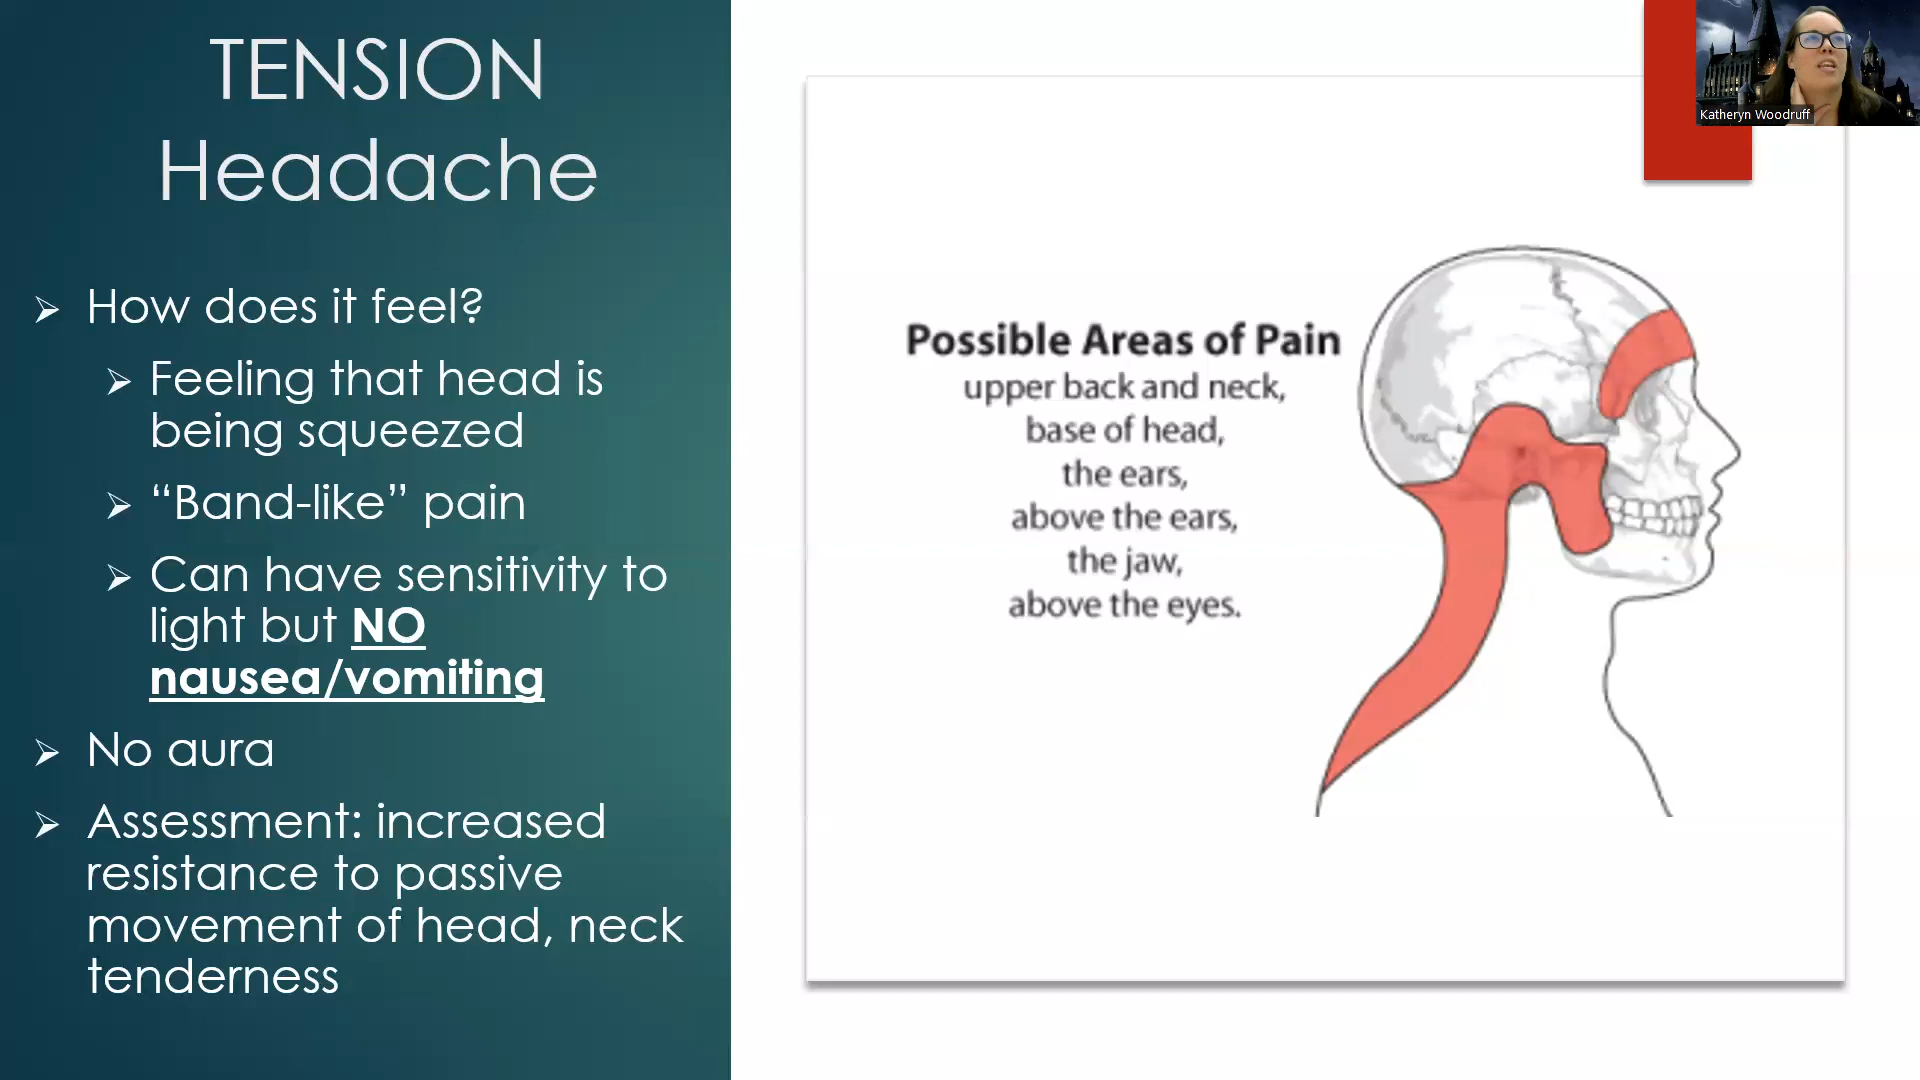 TENSION
Headache
How does it feel?
Feeling that head is
being squeezed
“Band-like” pain
Can have sensitivity to
light but NO
nausea/vomiting
No aura
Assessment: increased
resistance to passive
movement of head, neck
tenderness
Possible Areas of Pain
upper back and neck,
base of head,
the ears,
above the ears,
the jaw,
above the eyes.
Katheryn Woodruff